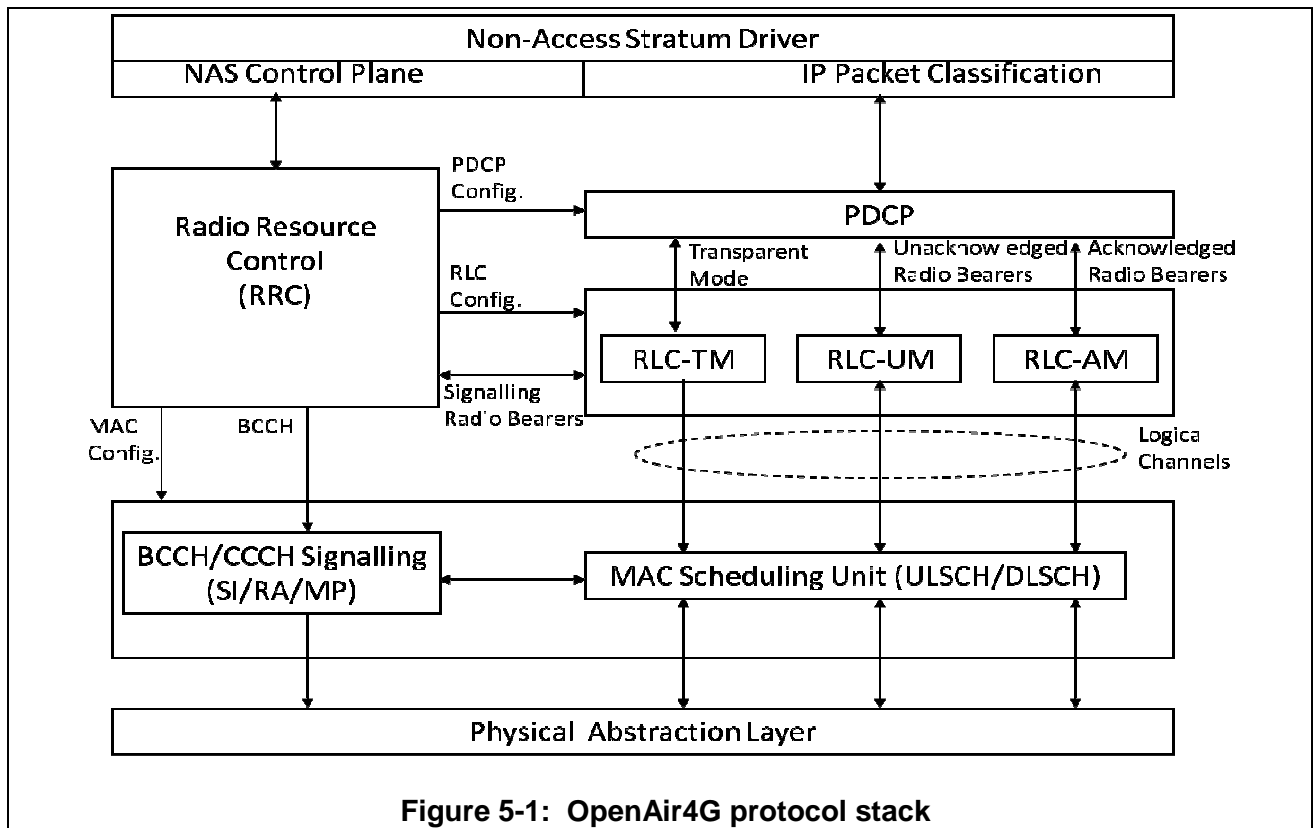 Non-Access Stratum Driver
NAS Control Plane
IP Packet Classification
PDCP
Config.
Radio Resource
Control
(RRC)
PDCP
RLC
Config.
Transparent
Mode
Unacknow edged
Radio Bearers
Acknowledged
Radio Bearers
RLC-TM
RLC-UM
RLC-AM
Signalling
Radio Bearers
MAC
Config.
BCCH
Logica
Channels
BCCH/CCCH Signalling
(SI/RA/MP)
MAC Scheduling Unit (ULSCH/DLSCH)
Physical Abstraction Layer
Figure 5-1: OpenAir4G protocol stack